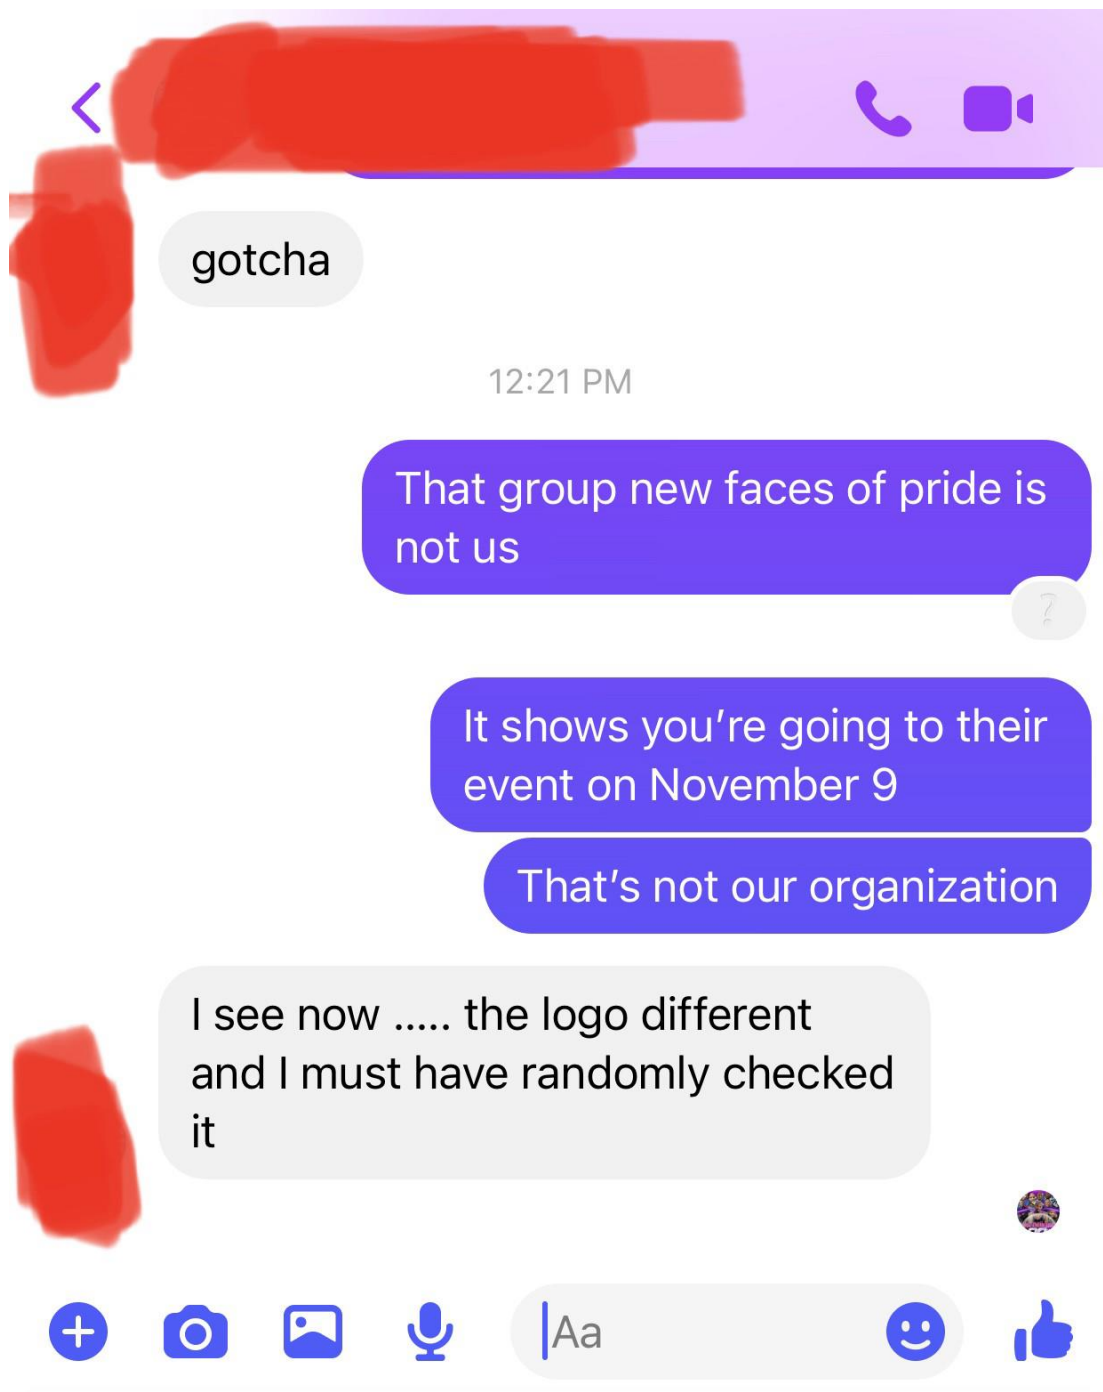 gotcha
12:21 PM
That group new faces of pride is
not us
?
It shows you’re going to their
event on November 9
That’s not our organization
I see now ..... the logo different
and I must have randomly checked
it
Aa